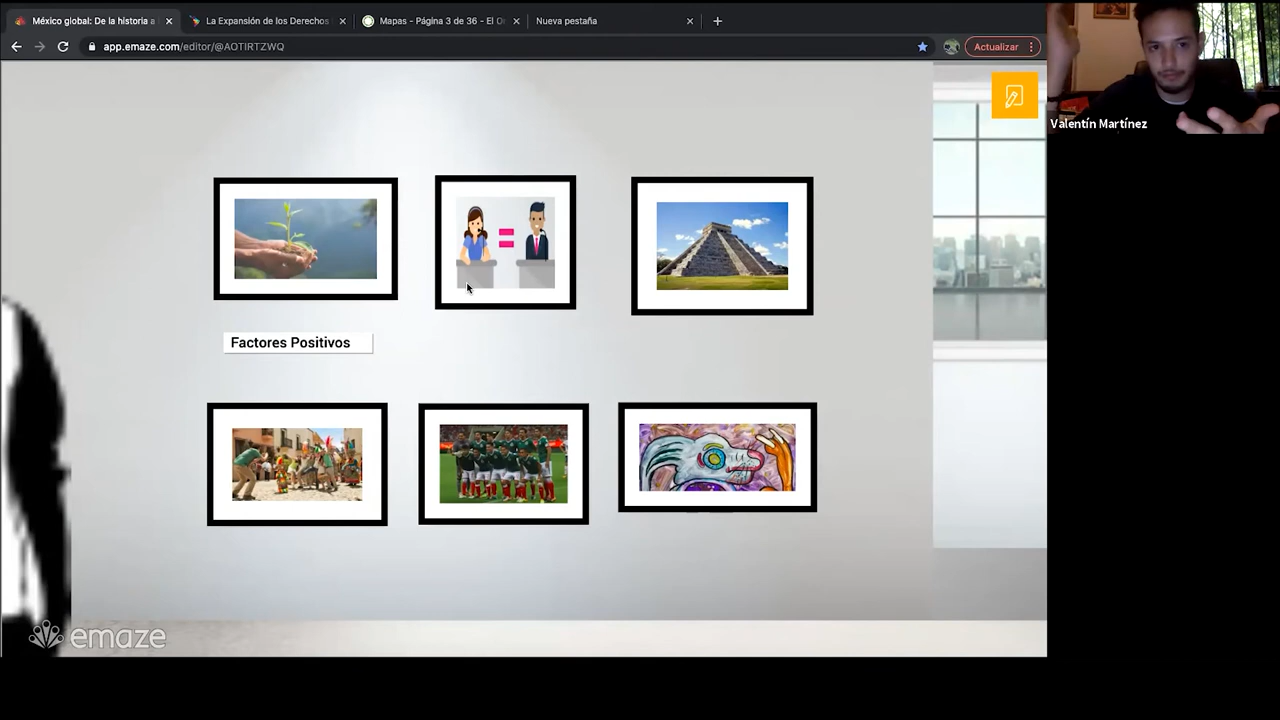 México global: De la historia a
La Expansión de los Derechos
Mapas - Página 3 de 36 - El Or
Nueva pestaña
app.emaze.com/editor/@AOTIRTZWQ
Actualizar
Valentín Martínez
Factores Positivos
emaze